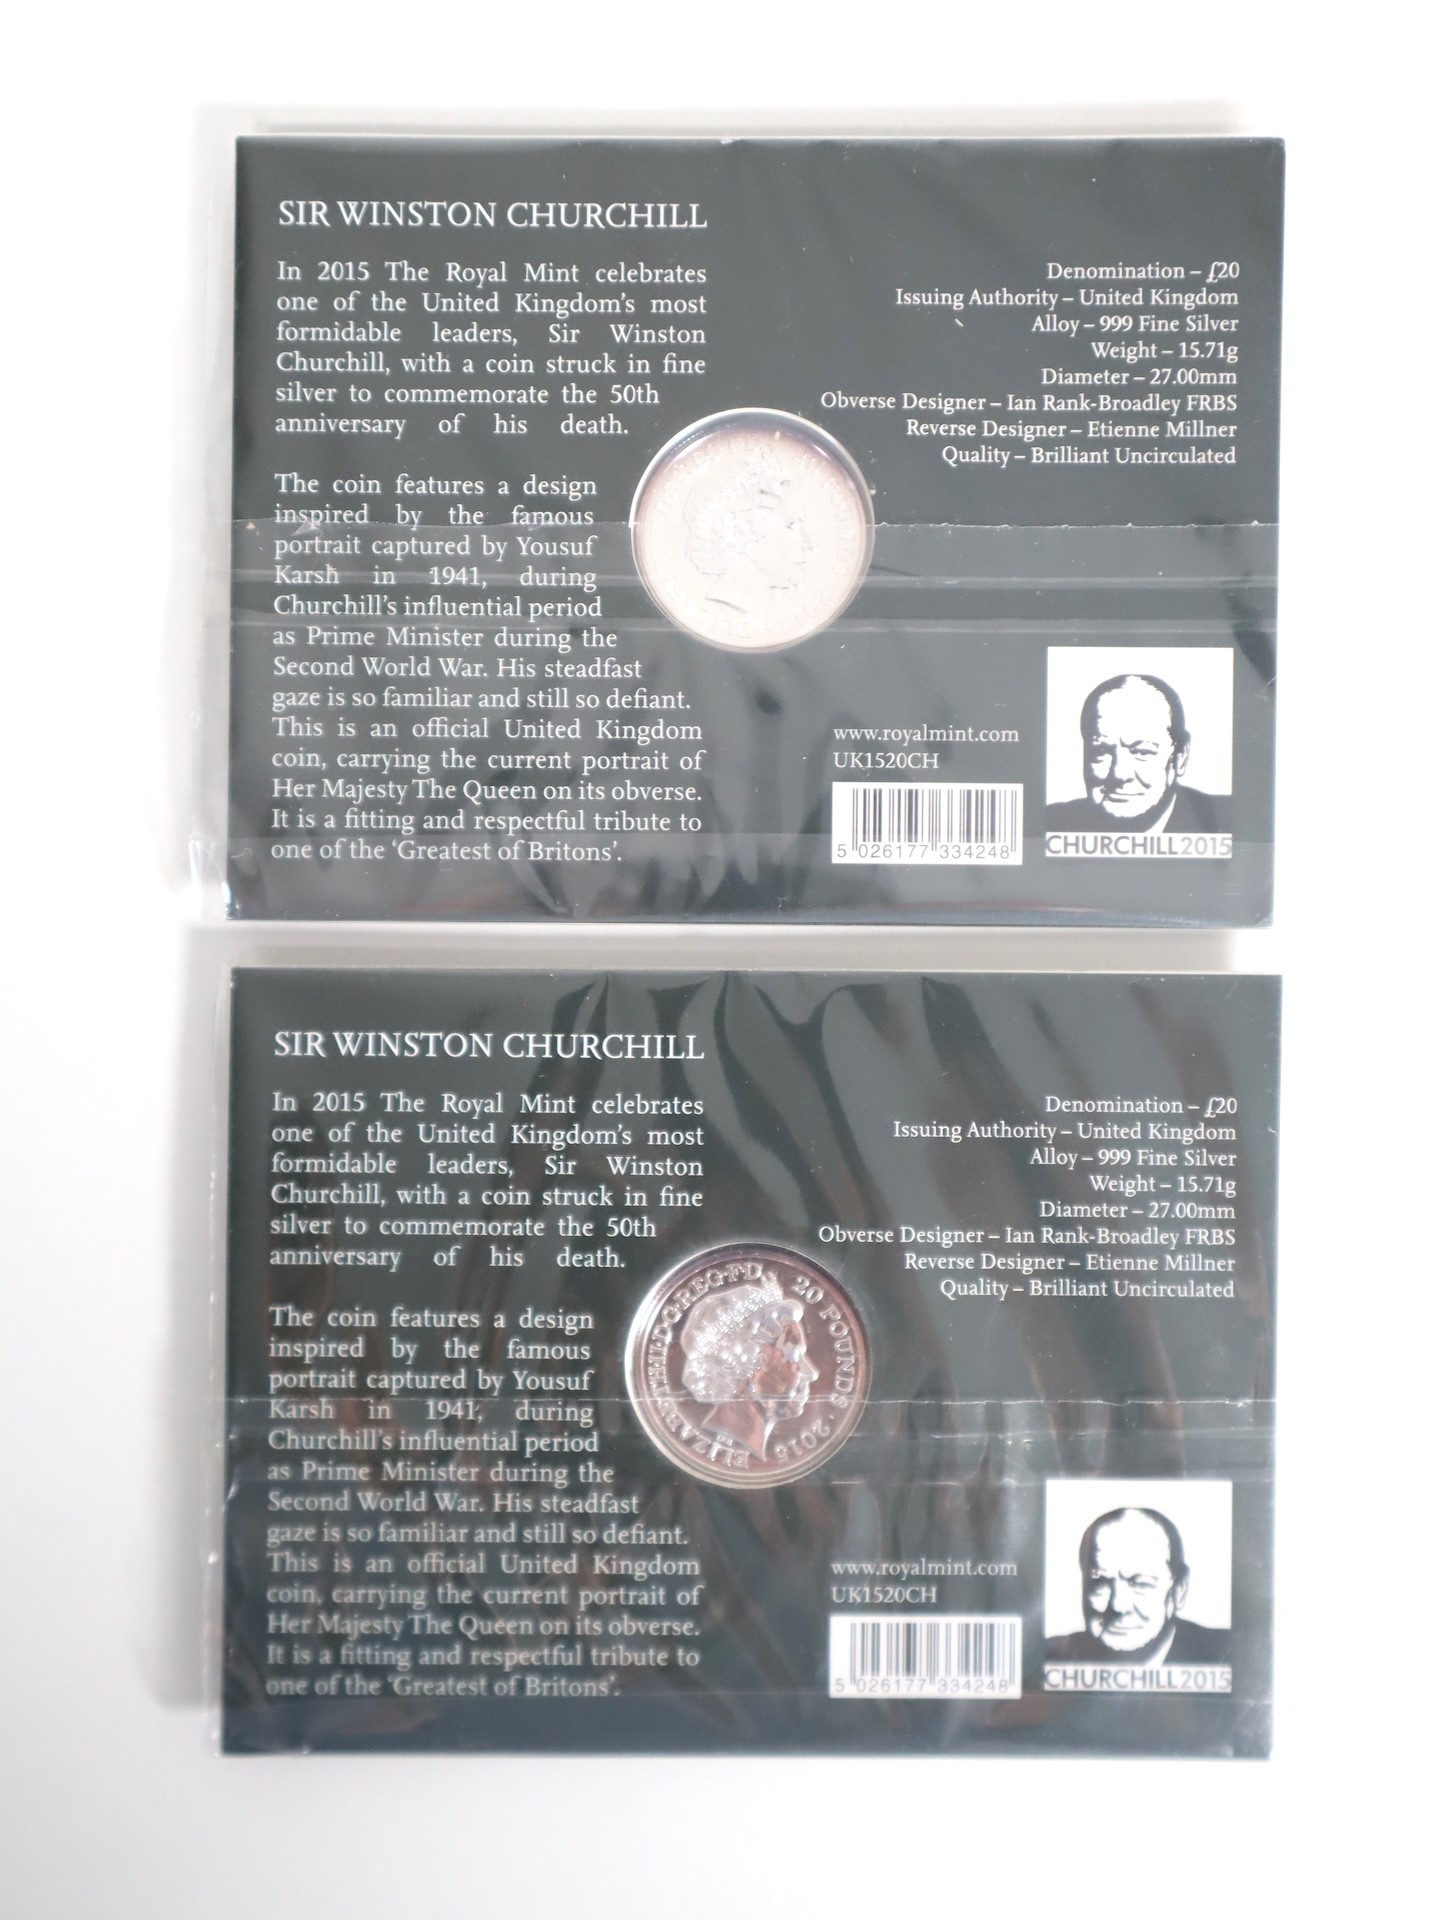 SIR WINSTON CHURCHILL
In 2015 The Royal Mint celebrates
one of the United Kingdom's most
formidable leaders, Sir Winston
Churchill, with a coin struck in fine
silver to commemorate the 50th
anniversary of his death.
The coin features a design
inspired by the famous
portrait captured by Yousuf
Karsh in 1941, during
Churchill's influential period
as Prime Minister during the
Second World War. His steadfast
gaze is so familiar and still so defiant.
This is an official United Kingdom
coin, carrying the current portrait of
Her Majesty The Queen on its obverse.
It is a fitting and respectful tribute to
one of the 'Greatest of Britons'.
Denomination – £20
Issuing Authority – United Kingdom
Alloy – 999 Fine Silver
Weight – 15.71g
Diameter – 27.00mm
Obverse Designer – Ian Rank-Broadley FRBS
Reverse Designer – Etienne Millner
Quality – Brilliant Uncirculated
www.royalmint.com
UK1520CH
5 026177 334248
CHURCHILL2015
SIR WINSTON CHURCHILL
In 2015 The Royal Mint celebrates
one of the United Kingdom's most
formidable leaders, Sir Winston
Churchill, with a coin struck in fine
silver to commemorate the 50th
anniversary of his death.
The coin features a design
inspired by the famous
portrait captured by Yousuf
Karsh in 1941, during
Churchill's influential period
as Prime Minister during the
Second World War. His steadfast
gaze is so familiar and still so defiant.
This is an official United Kingdom
coin, carrying the current portrait of
Her Majesty The Queen on its obverse.
It is a fitting and respectful tribute to
one of the 'Greatest of Britons'.
Denomination – £20
Issuing Authority – United Kingdom
Alloy – 999 Fine Silver
Weight – 15.71g
Diameter – 27.00mm
Obverse Designer – Ian Rank-Broadley FRBS
Reverse Designer – Etienne Millner
Quality – Brilliant Uncirculated
ELIZABETH·II·D·G·REG·F·D· 20 POUNDS · 2015
IRB
www.royalmint.com
UK1520CH
5 026177 334248
CHURCHILL2015